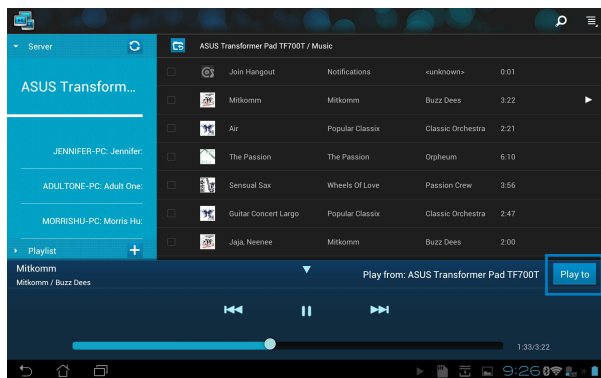 Server
ASUS Transformer Pad TF700T / Music
ASUS Transform...
JENNIFER-PC: Jennifer:
ADULTONE-PC: Adult One:
MORRISHU-PC: Morris Hu:
Playlist
Join Hangout Notifications <unknown> 0:01
Mitkomm Mitkomm Buzz Dees 3:22
Air Popular Classix Classic Orchestra 2:21
The Passion The Passion Orpheum 6:10
Sensual Sax Wheels Of Love Passion Crew 3:56
Guitar Concert Largo Popular Classix Classic Orchestra 2:47
Jaja, Neenee Mitkomm Buzz Dees 2:00
Mitkomm
Mitkomm / Buzz Dees
Play from: ASUS Transformer Pad TF700T
Play to
1:33/3:22
9:26